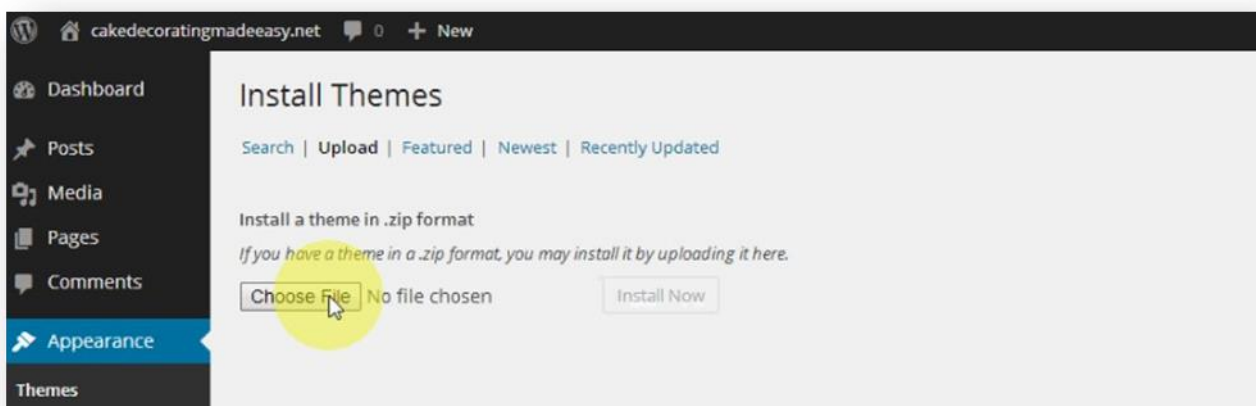 cakedecoratingmadeeasy.net 0 + New
Dashboard
Posts
Media
Pages
Comments
Appearance
Themes
Install Themes
Search | Upload | Featured | Newest | Recently Updated
Install a theme in .zip format
If you have a theme in a .zip format, you may install it by uploading it here.
Choose File No file chosen Install Now